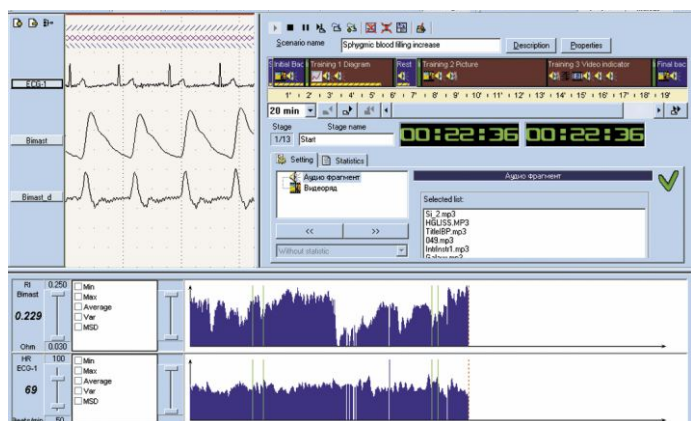 Scenario name
Sphygmic blood filling increase
Description
Properties
Initial Bac
Training 1 Diagram
Rest
Training 2 Picture
Training 3 Video indicator
Final bac
1' 2' 3' 4' 5' 6' 7' 8' 9' 10' 11' 12' 13' 14' 15' 16' 17' 18' 19'
20 min
Stage
Stage name
1/13
Start
00:22:36
00:22:36
Setting
Statistics
Аудио фрагмент
Видеоряд
<<
>>
Without statistic
Аудио фрагмент
Selected list:
Si_2.mp3
HGLISS.MP3
TitleIBP.mp3
049.mp3
ECG-1
Bimast
Bimast_d
RI
Bimast
0.229
Ohm
0.250
0.030
Min
Max
Average
Var
MSD
HR
ECG-1
69
100
50
Min
Max
Average
Var
MSD